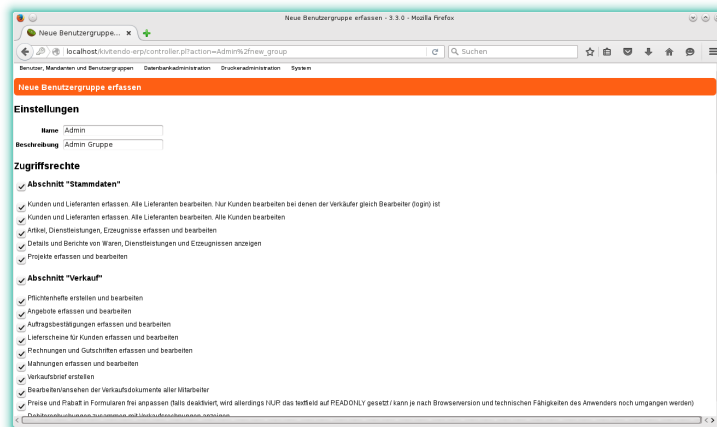 Neue Benutzergruppe erfassen - 3.3.0 - Mozilla Firefox
Neue Benutzergruppe...
localhost/kivitendo-erp/controller.pl?action=Admin%2fnew_group
Suchen
Benutzer, Mandanten und Benutzergruppen Datenbankadministration Druckeradministration System
Neue Benutzergruppe erfassen
Einstellungen
Name Admin
Beschreibung Admin Gruppe
Zugriffsrechte
Abschnitt "Stammdaten"
Kunden und Lieferanten erfassen. Alle Lieferanten bearbeiten. Nur Kunden bearbeiten bei denen der Verkäufer gleich Bearbeiter (login) ist
Kunden und Lieferanten erfassen. Alle Lieferanten bearbeiten. Alle Kunden bearbeiten
Artikel, Dienstleistungen, Erzeugnisse erfassen und bearbeiten
Details und Berichte von Waren, Dienstleistungen und Erzeugnissen anzeigen
Projekte erfassen und bearbeiten
Abschnitt "Verkauf"
Pflichtenhefte erstellen und bearbeiten
Angebote erfassen und bearbeiten
Auftragsbestätigungen erfassen und bearbeiten
Lieferscheine für Kunden erfassen und bearbeiten
Rechnungen und Gutschriften erfassen und bearbeiten
Mahnungen erfassen und bearbeiten
Verkaufsbrief erstellen
Bearbeiten/ansehen der Verkaufsdokumente aller Mitarbeiter
Preise und Rabatt in Formularen frei anpassen (falls deaktiviert, wird allerdings NUR das textfield auf READONLY gesetzt / kann je nach Browserversion und technischen Fähigkeiten des Anwenders noch umgangen werden)
Debitorenbuchungen zusammen mit Verkaufsrechnungen anzeigen